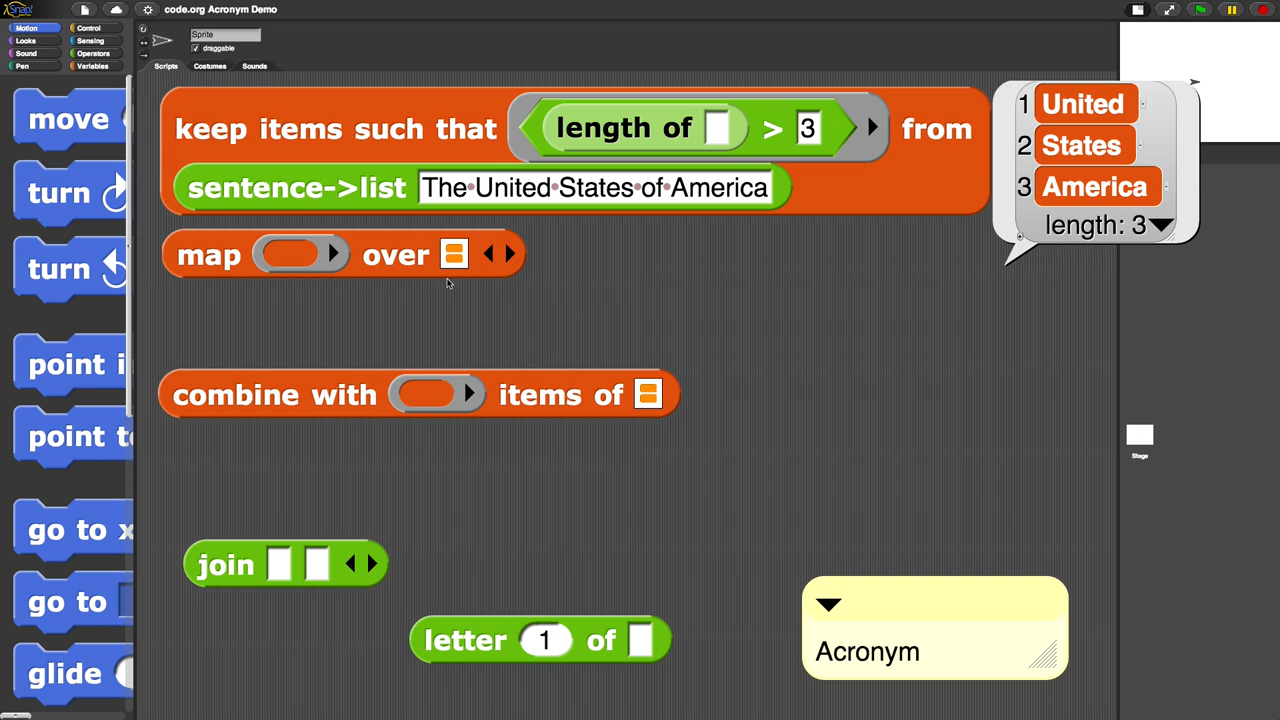 Snap!
code.org Acronym Demo
Motion
Control
Looks
Sensing
Sound
Operators
Pen
Variables
Sprite
draggable
Scripts
Costumes
Sounds
move
turn
turn
point i
point to
go to x
go to
glide
keep items such that length of > 3 from
sentence->list The•United•States•of•America
map over
combine with items of
join
letter 1 of
1 United
2 States
3 America
length: 3
Acronym
Stage